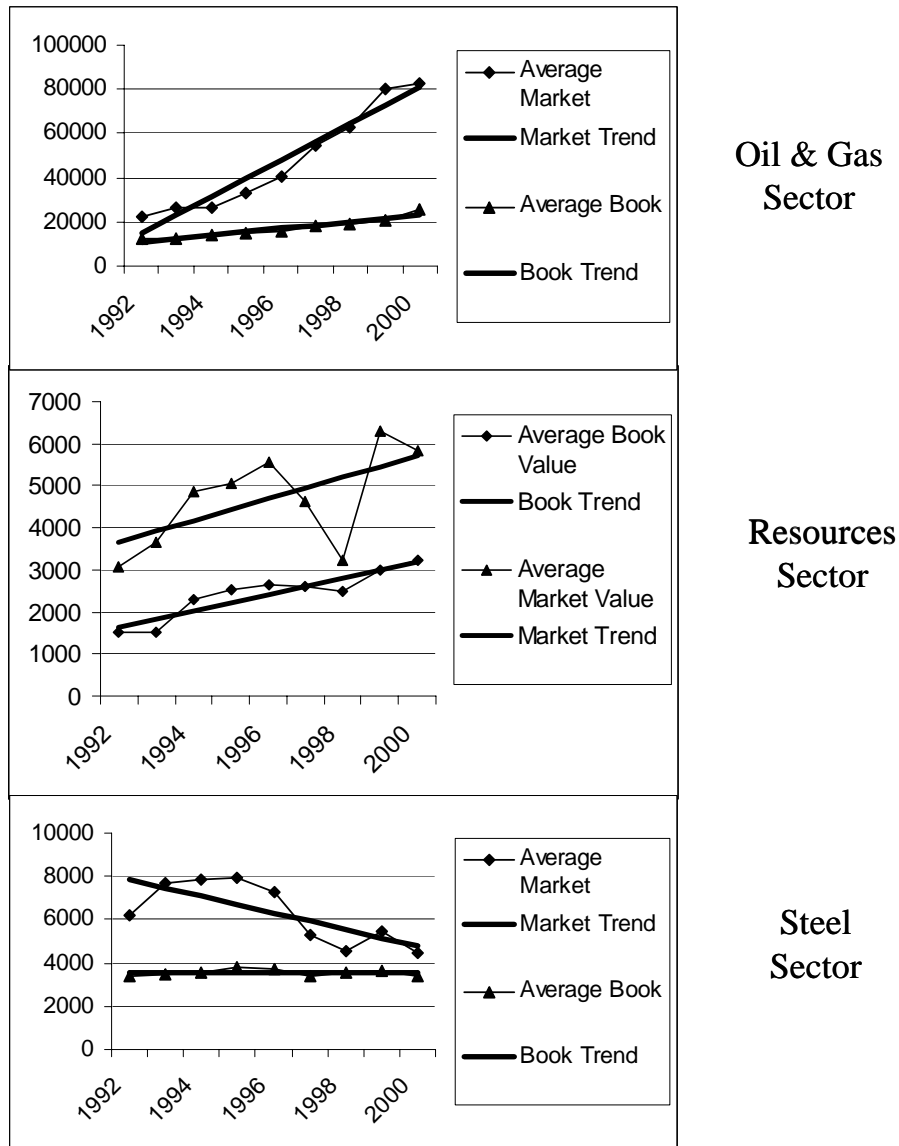 100000
80000
60000
40000
20000
0
1992
1994
1996
1998
2000
Average
Market
Market Trend
Average Book
Book Trend
Oil & Gas
Sector
7000
6000
5000
4000
3000
2000
1000
0
1992
1994
1996
1998
2000
Average Book
Value
Book Trend
Average
Market Value
Market Trend
Resources
Sector
10000
8000
6000
4000
2000
0
1992
1994
1996
1998
2000
Average
Market
Market Trend
Average Book
Book Trend
Steel
Sector